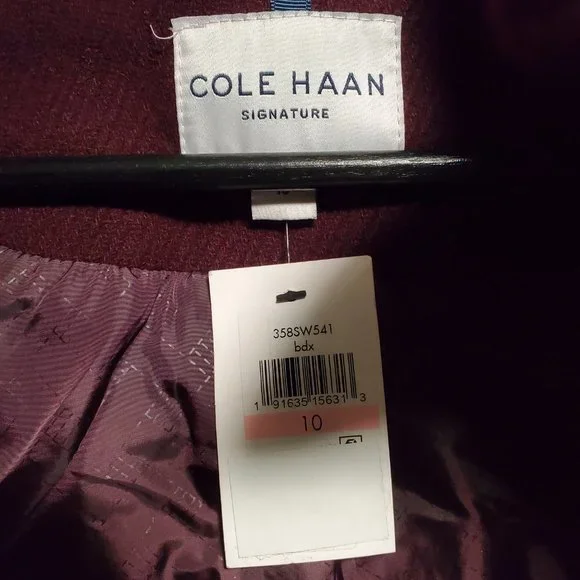 COLE HAAN
SIGNATURE
358SW541
bdx
1 91635 15631 3
10